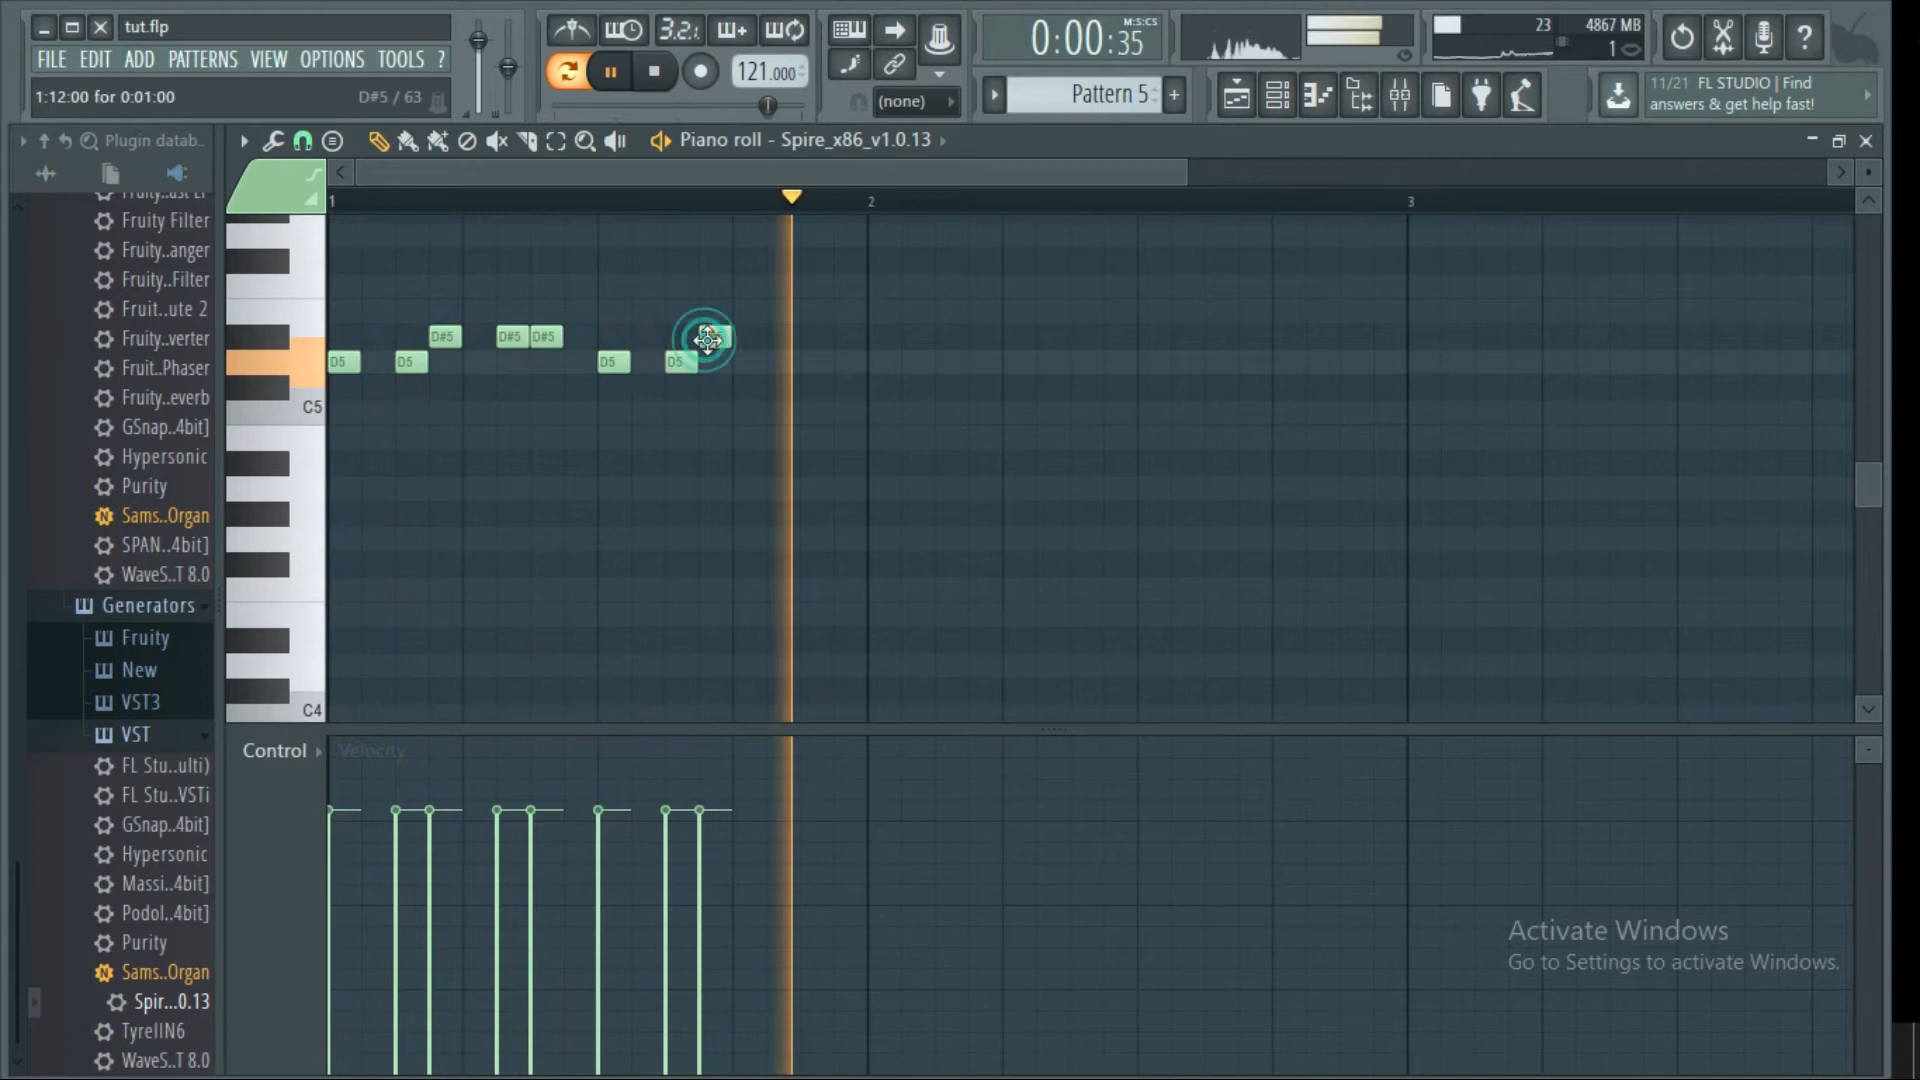 tut.flp
FILE EDIT ADD PATTERNS VIEW OPTIONS TOOLS ?
1:12:00 for 0:01:00 D#5 / 63
3.2.1
121.000
(none)
0:00:35 M:S:CS
Pattern 5
23 4867 MB
1
11/21 FL STUDIO | Find
answers & get help fast!
Plugin datab..
Piano roll - Spire_x86_v1.0.13
1 2 3
Fruity Filter
Fruity..anger
Fruity..Filter
Fruit..ute 2
Fruity..verter
Fruit..Phaser
Fruity..everb
GSnap..4bit]
Hypersonic
Purity
Sams..Organ
SPAN..4bit]
WaveS..T 8.0
Generators
Fruity
New
VST3
VST
FL Stu..ulti)
FL Stu..VSTi
GSnap..4bit]
Hypersonic
Massi..4bit]
Podol..4bit]
Purity
Sams..Organ
Spir...0.13
TyrellN6
WaveS..T 8.0
D#5 D#5 D#5
D5 D5 D5 D5
C5
C4
Control Velocity
Activate Windows
Go to Settings to activate Windows.